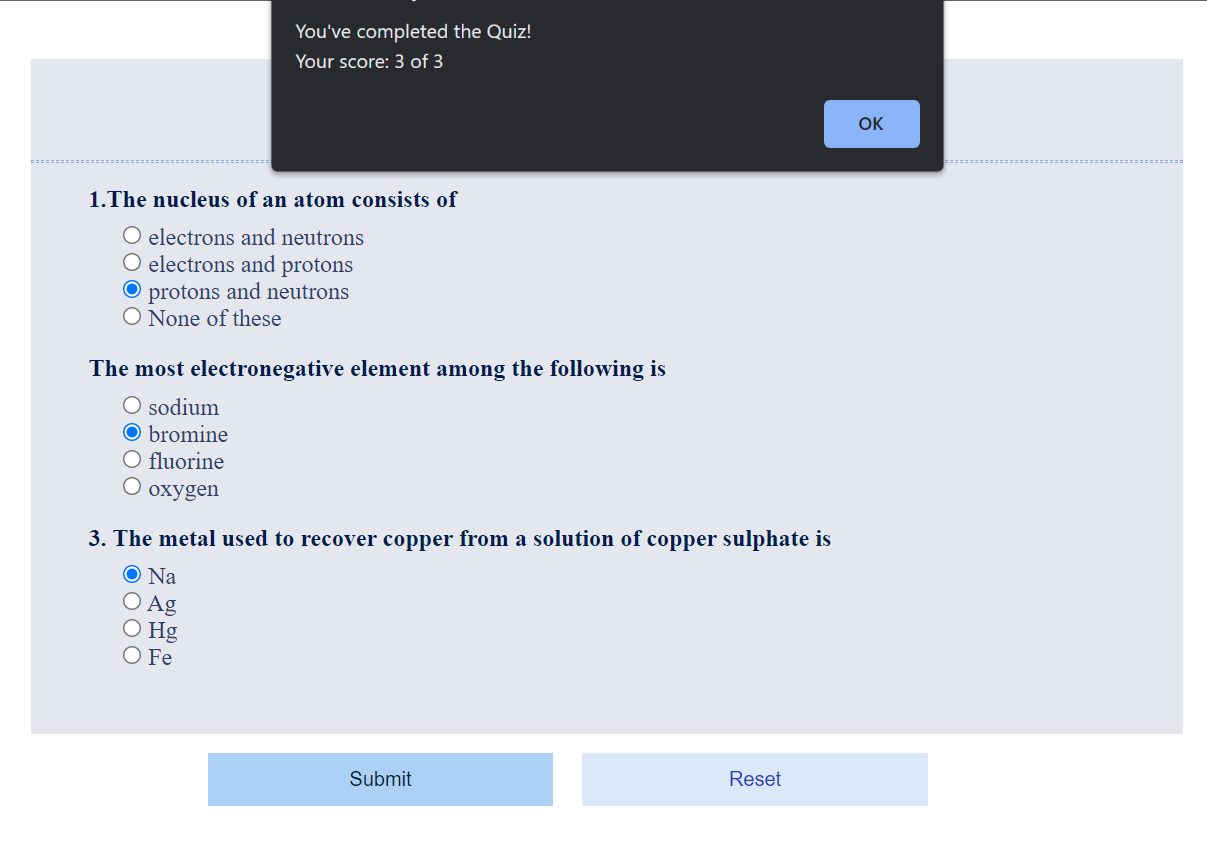 You've completed the Quiz!
Your score: 3 of 3
OK
1.The nucleus of an atom consists of
electrons and neutrons
electrons and protons
protons and neutrons
None of these
The most electronegative element among the following is
sodium
bromine
fluorine
oxygen
3. The metal used to recover copper from a solution of copper sulphate is
Na
Ag
Hg
Fe
Submit
Reset